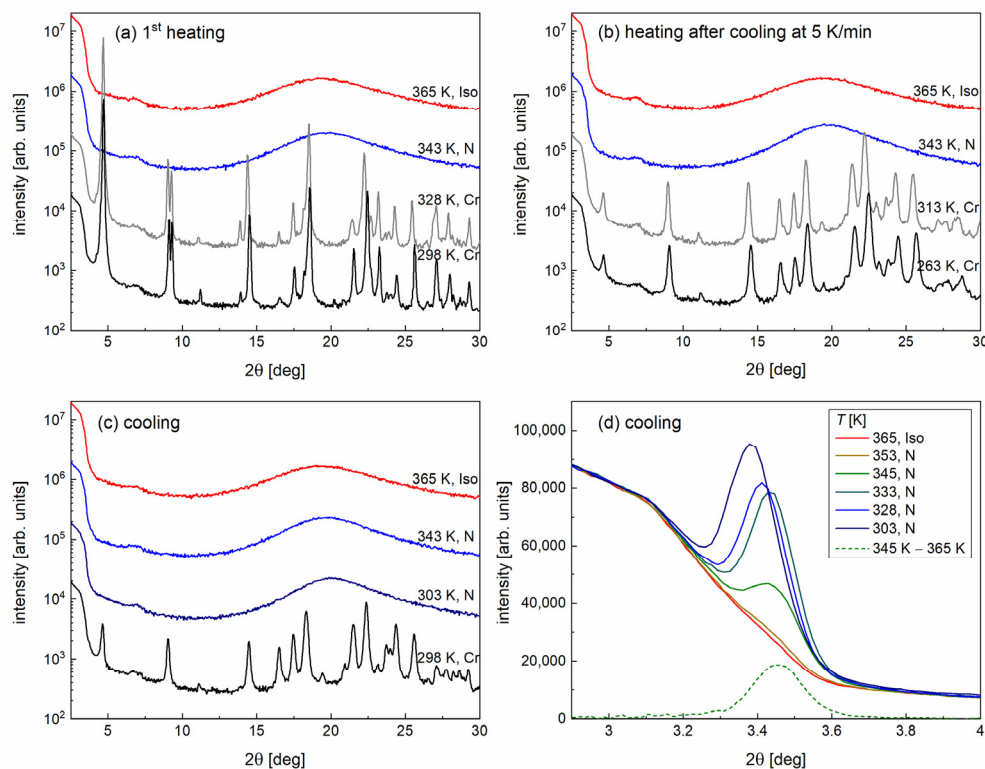 (a) 1st heating
365 K, Iso
343 K, N
328 K, Cr
298 K, Cr
10^7
10^6
10^5
10^4
10^3
10^2
intensity [arb. units]
5
10
15
20
25
30
2θ [deg]
(b) heating after cooling at 5 K/min
365 K, Iso
343 K, N
313 K, Cr
263 K, Cr
10^7
10^6
10^5
10^4
10^3
10^2
intensity [arb. units]
5
10
15
20
25
30
2θ [deg]
(c) cooling
365 K, Iso
343 K, N
303 K, N
298 K, Cr
10^7
10^6
10^5
10^4
10^3
10^2
intensity [arb. units]
5
10
15
20
25
30
2θ [deg]
(d) cooling
T [K]
365, Iso
353, N
345, N
333, N
328, N
303, N
345 K – 365 K
100,000
80,000
60,000
40,000
20,000
0
intensity [arb. units]
3
3.2
3.4
3.6
3.8
4
2θ [deg]